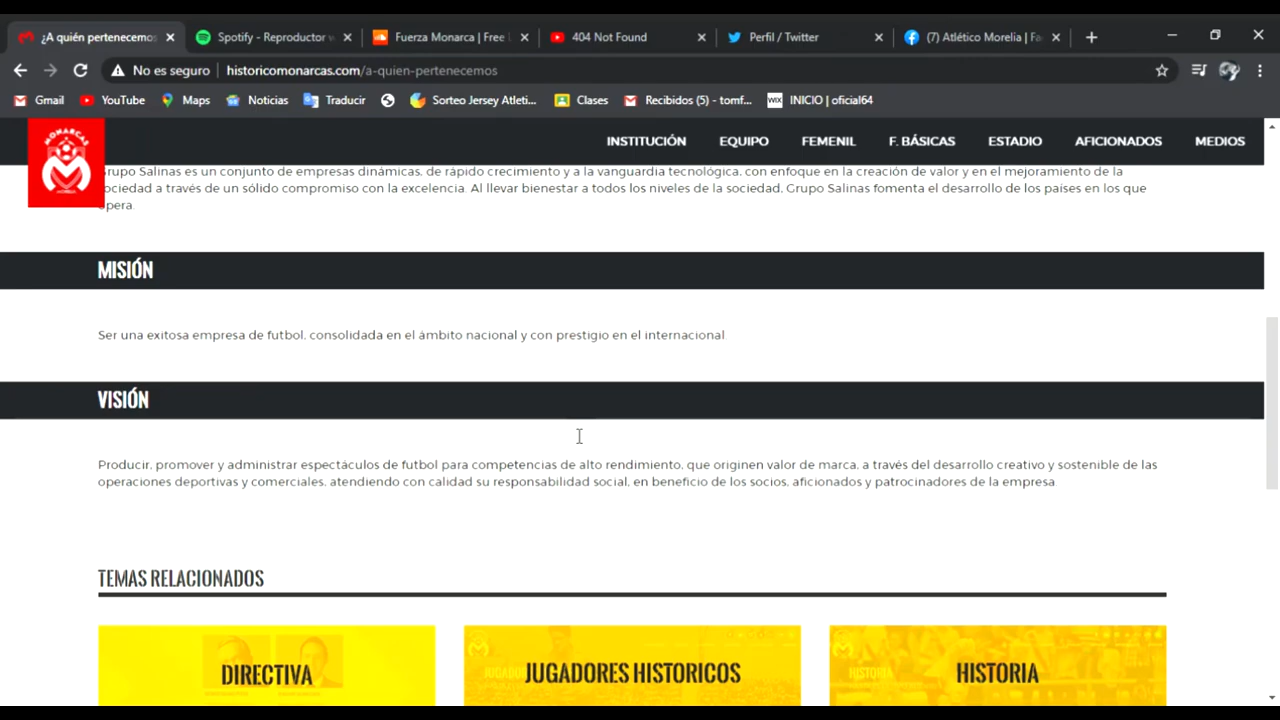 ¿A quién pertenecemos
Spotify - Reproductor
Fuerza Monarca | Free
404 Not Found
Perfil / Twitter
(7) Atlético Morelia | Fa
No es seguro
historicomonarcas.com/a-quien-pertenecemos
Gmail
YouTube
Maps
Noticias
Traducir
Sorteo Jersey Atleti...
Clases
Recibidos (5) - tomf...
WIX INICIO | oficial64
MONARCAS
INSTITUCIÓN
EQUIPO
FEMENIL
F. BÁSICAS
ESTADIO
AFICIONADOS
MEDIOS
Grupo Salinas es un conjunto de empresas dinámicas, de rápido crecimiento y a la vanguardia tecnológica, con enfoque en la creación de valor y en el mejoramiento de la
sociedad a través de un sólido compromiso con la excelencia. Al llevar bienestar a todos los niveles de la sociedad, Grupo Salinas fomenta el desarrollo de los países en los que
opera.
MISIÓN
Ser una exitosa empresa de futbol, consolidada en el ámbito nacional y con prestigio en el internacional
VISIÓN
Producir, promover y administrar espectáculos de futbol para competencias de alto rendimiento, que originen valor de marca, a través del desarrollo creativo y sostenible de las
operaciones deportivas y comerciales, atendiendo con calidad su responsabilidad social, en beneficio de los socios, aficionados y patrocinadores de la empresa.
TEMAS RELACIONADOS
DIRECTIVA
JUGADORES HISTORICOS
HISTORIA